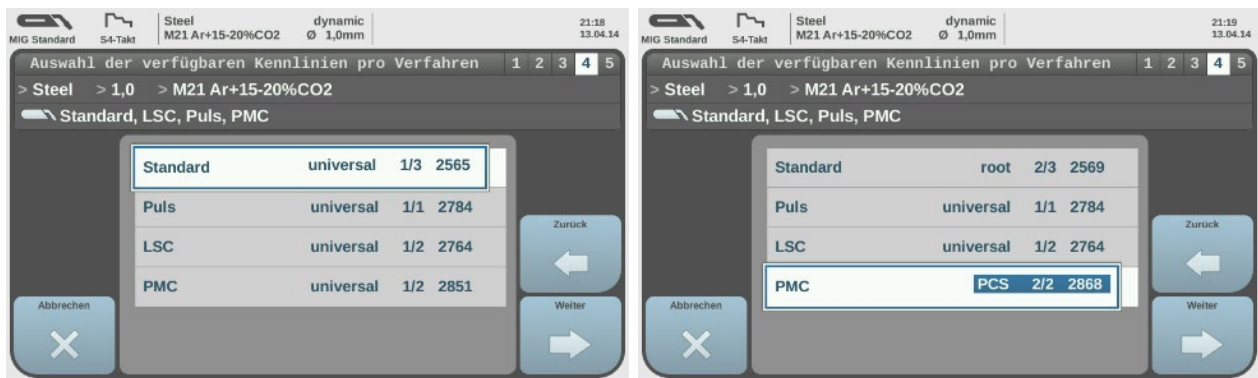 MIG Standard S4-Takt Steel M21 Ar+15-20%CO2 dynamic Ø 1,0mm 21:18 13.04.14
Auswahl der verfügbaren Kennlinien pro Verfahren 1 2 3 4 5
> Steel > 1,0 > M21 Ar+15-20%CO2
Standard, LSC, Puls, PMC
Standard universal 1/3 2565
Puls universal 1/1 2784
LSC universal 1/2 2764
PMC universal 1/2 2851
Zurück
Abbrechen
Weiter
MIG Standard S4-Takt Steel M21 Ar+15-20%CO2 dynamic Ø 1,0mm 21:19 13.04.14
Auswahl der verfügbaren Kennlinien pro Verfahren 1 2 3 4 5
> Steel > 1,0 > M21 Ar+15-20%CO2
Standard, LSC, Puls, PMC
Standard root 2/3 2569
Puls universal 1/1 2784
LSC universal 1/2 2764
PMC PCS 2/2 2868
Zurück
Abbrechen
Weiter